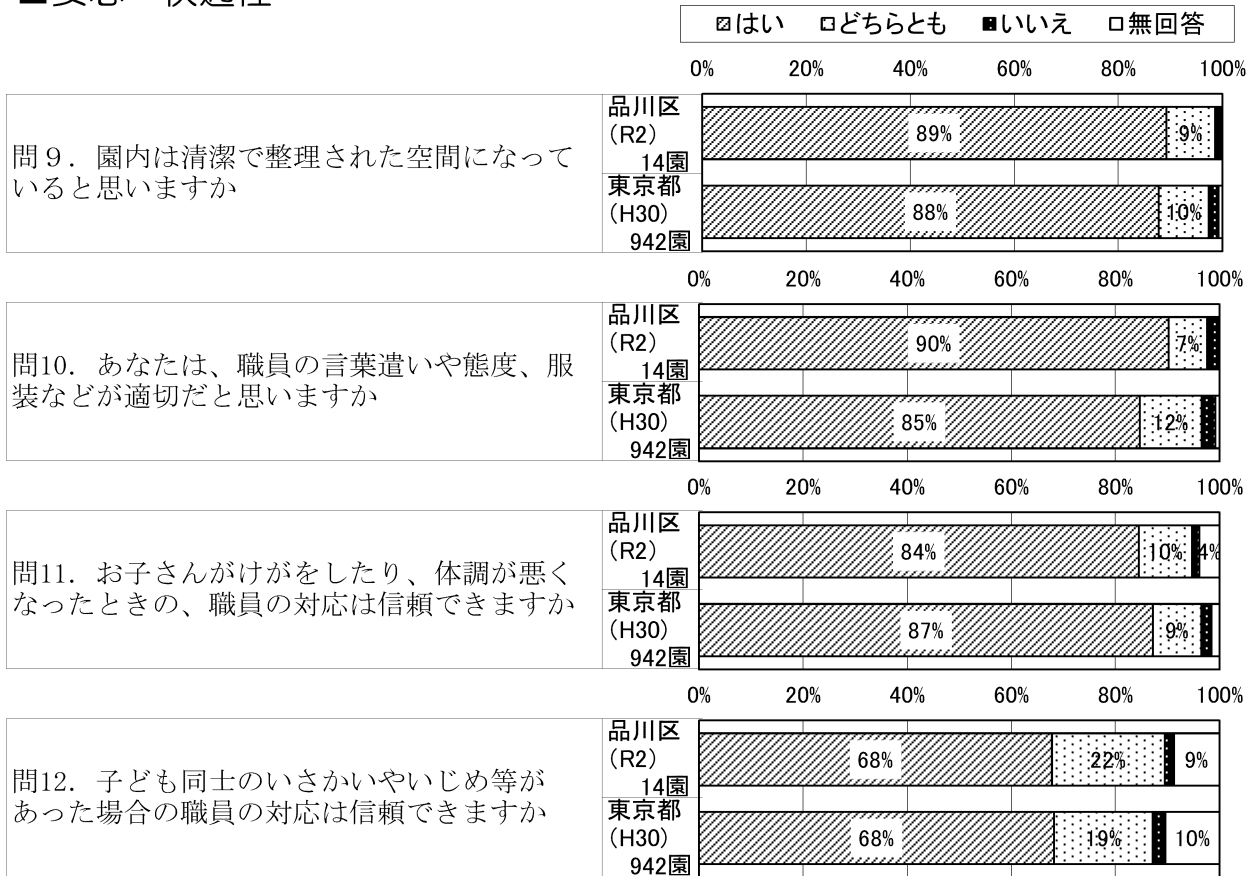 はい どちらとも いいえ 無回答
0% 20% 40% 60% 80% 100%
問９．園内は清潔で整理された空間になって
いると思いますか
品川区
(R2)
14園
89% 9%
東京都
(H30)
942園
88% 10%
0% 20% 40% 60% 80% 100%
問10．あなたは、職員の言葉遣いや態度、服
装などが適切だと思いますか
品川区
(R2)
14園
90% 7%
東京都
(H30)
942園
85% 12%
0% 20% 40% 60% 80% 100%
問11．お子さんがけがをしたり、体調が悪く
なったときの、職員の対応は信頼できますか
品川区
(R2)
14園
84% 10% 4%
東京都
(H30)
942園
87% 9%
0% 20% 40% 60% 80% 100%
問12．子ども同士のいさかいやいじめ等が
あった場合の職員の対応は信頼できますか
品川区
(R2)
14園
68% 22% 9%
東京都
(H30)
942園
68% 19% 10%